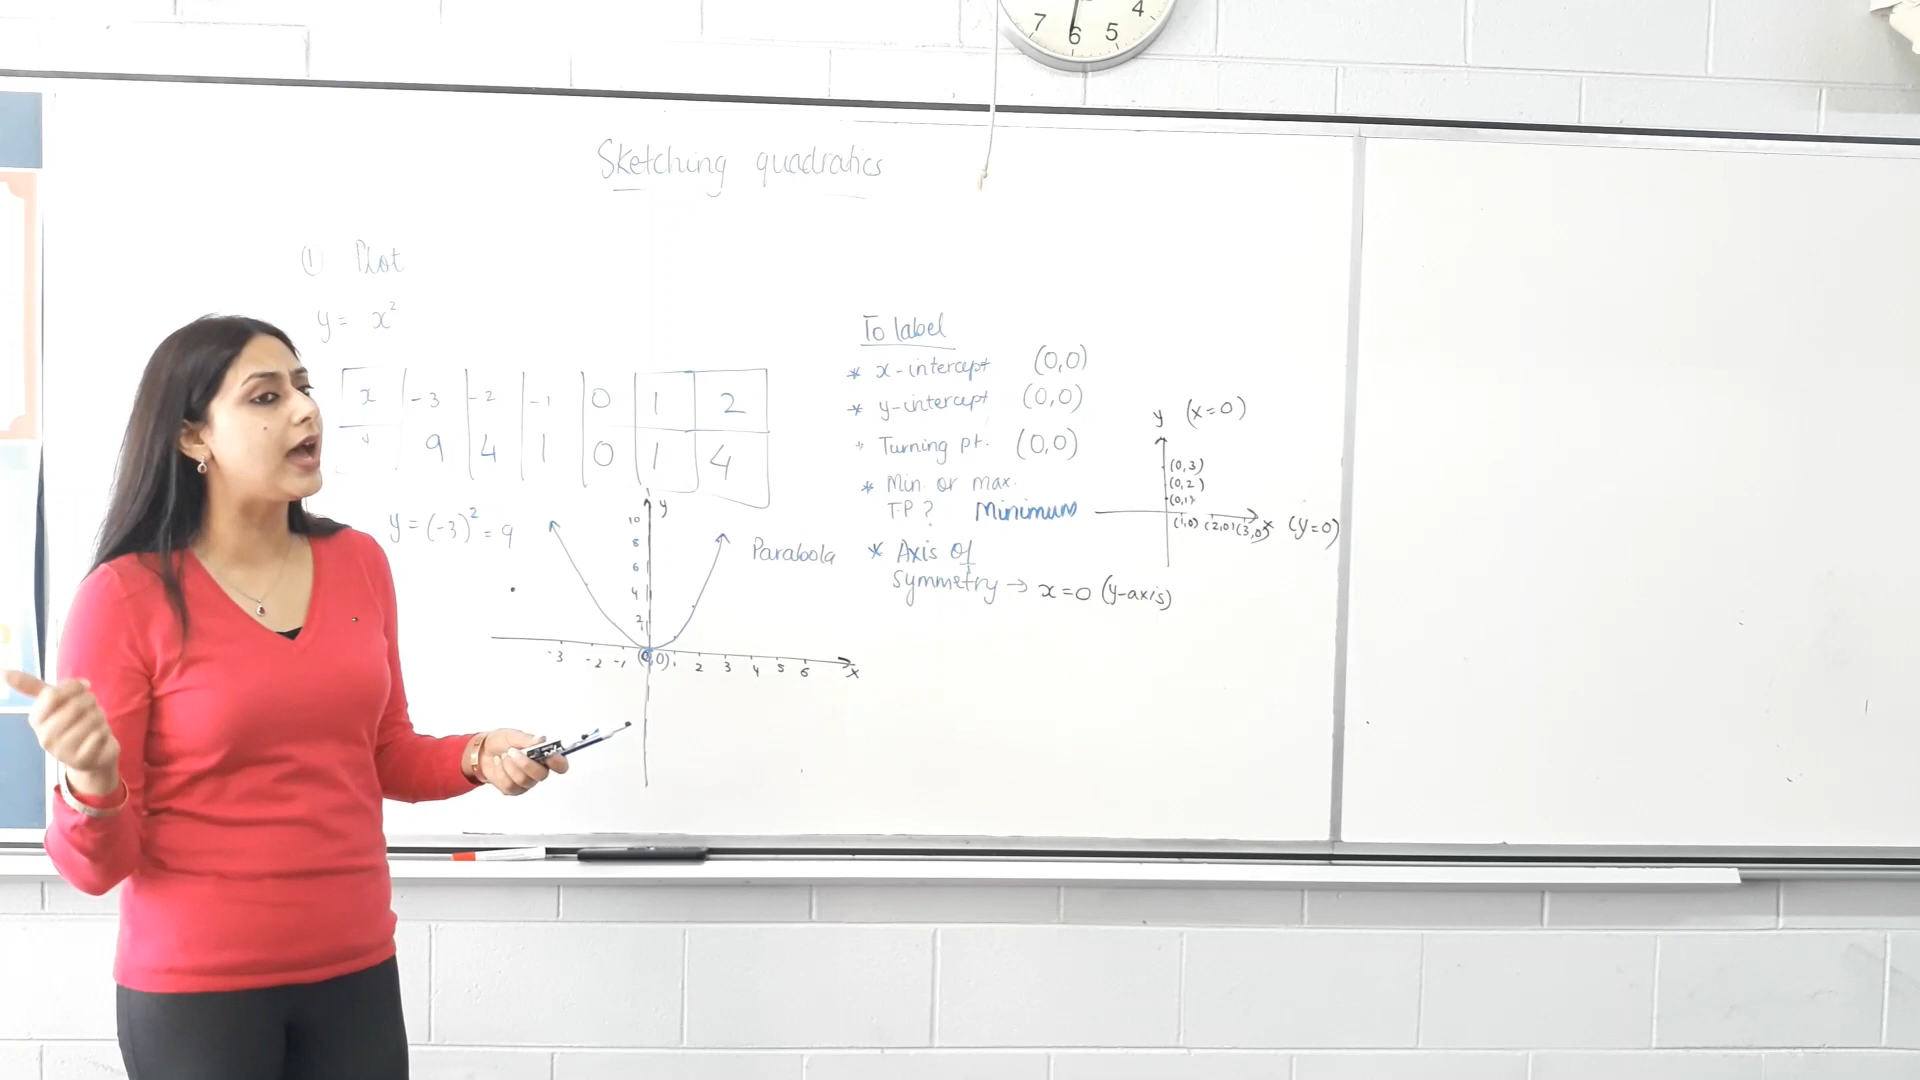 7 6 5 4
Sketching quadratics
① Plot
y = x²
x -3 -2 -1 0 1 2
y 9 4 1 0 1 4
y = (-3)² = 9
Parabola
y
10
8
6
4
2
1
-3 -2 -1 (0,0) 1 2 3 4 5 6 x
To label
* x-intercept (0,0)
* y-intercept (0,0)
* Turning pt. (0,0)
* Min. or max.
T.P? Minimum
* Axis of
symmetry → x=0 (y-axis)
y (x=0)
(0,3)
(0,2)
(0,1)
(1,0) (2,0) (3,0) x (y=0)